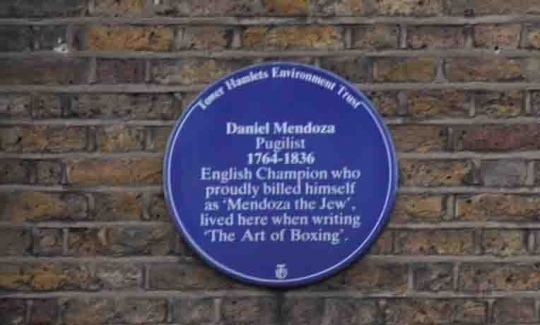 Tower Hamlets Environment Trust
Daniel Mendoza
Pugilist
1764-1836
English Champion who
proudly billed himself
as 'Mendoza the Jew',
lived here when writing
'The Art of Boxing'.